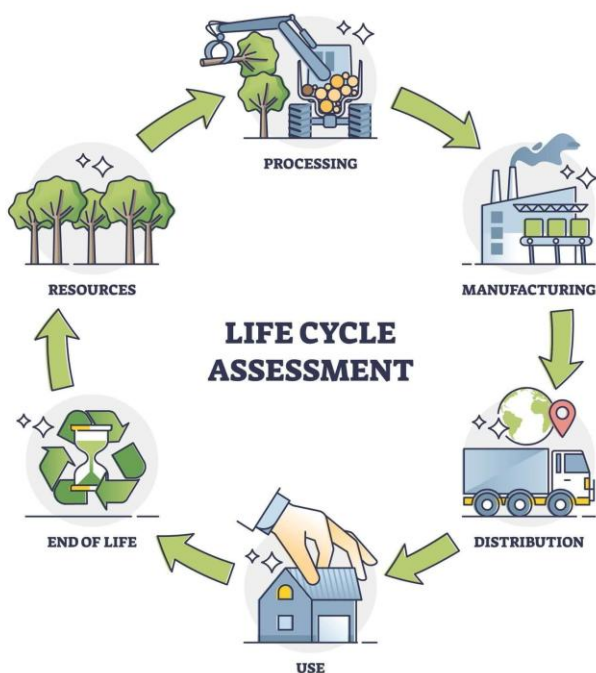 PROCESSING
MANUFACTURING
RESOURCES
LIFE CYCLE
ASSESSMENT
END OF LIFE
DISTRIBUTION
USE